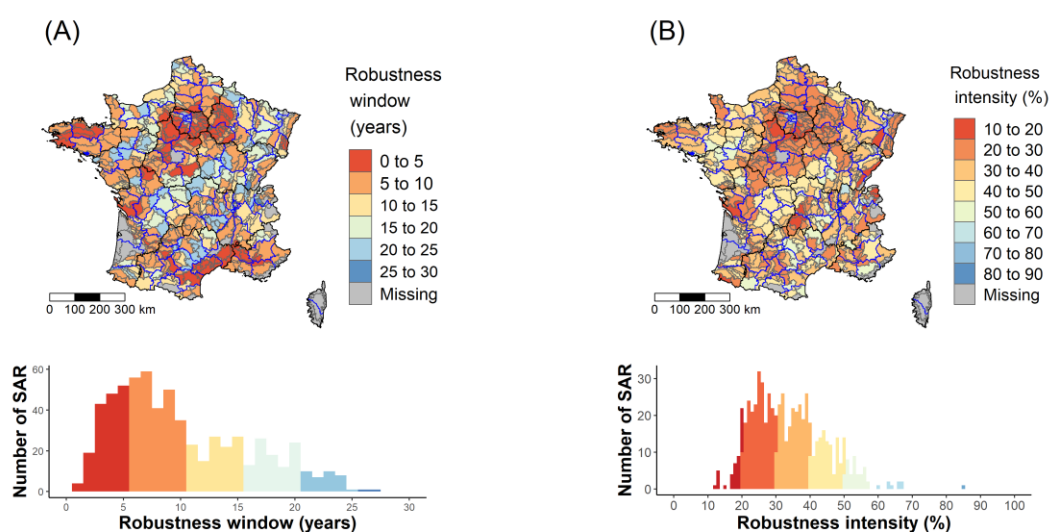 (A)
Robustness
window
(years)
0 to 5
5 to 10
10 to 15
15 to 20
20 to 25
25 to 30
Missing
0 100 200 300 km
Number of SAR
60
40
20
0
0 5 10 15 20 25 30
Robustness window (years)
(B)
Robustness
intensity (%)
10 to 20
20 to 30
30 to 40
40 to 50
50 to 60
60 to 70
70 to 80
80 to 90
Missing
0 100 200 300 km
Number of SAR
30
20
10
0
0 10 20 30 40 50 60 70 80 90 100
Robustness intensity (%)